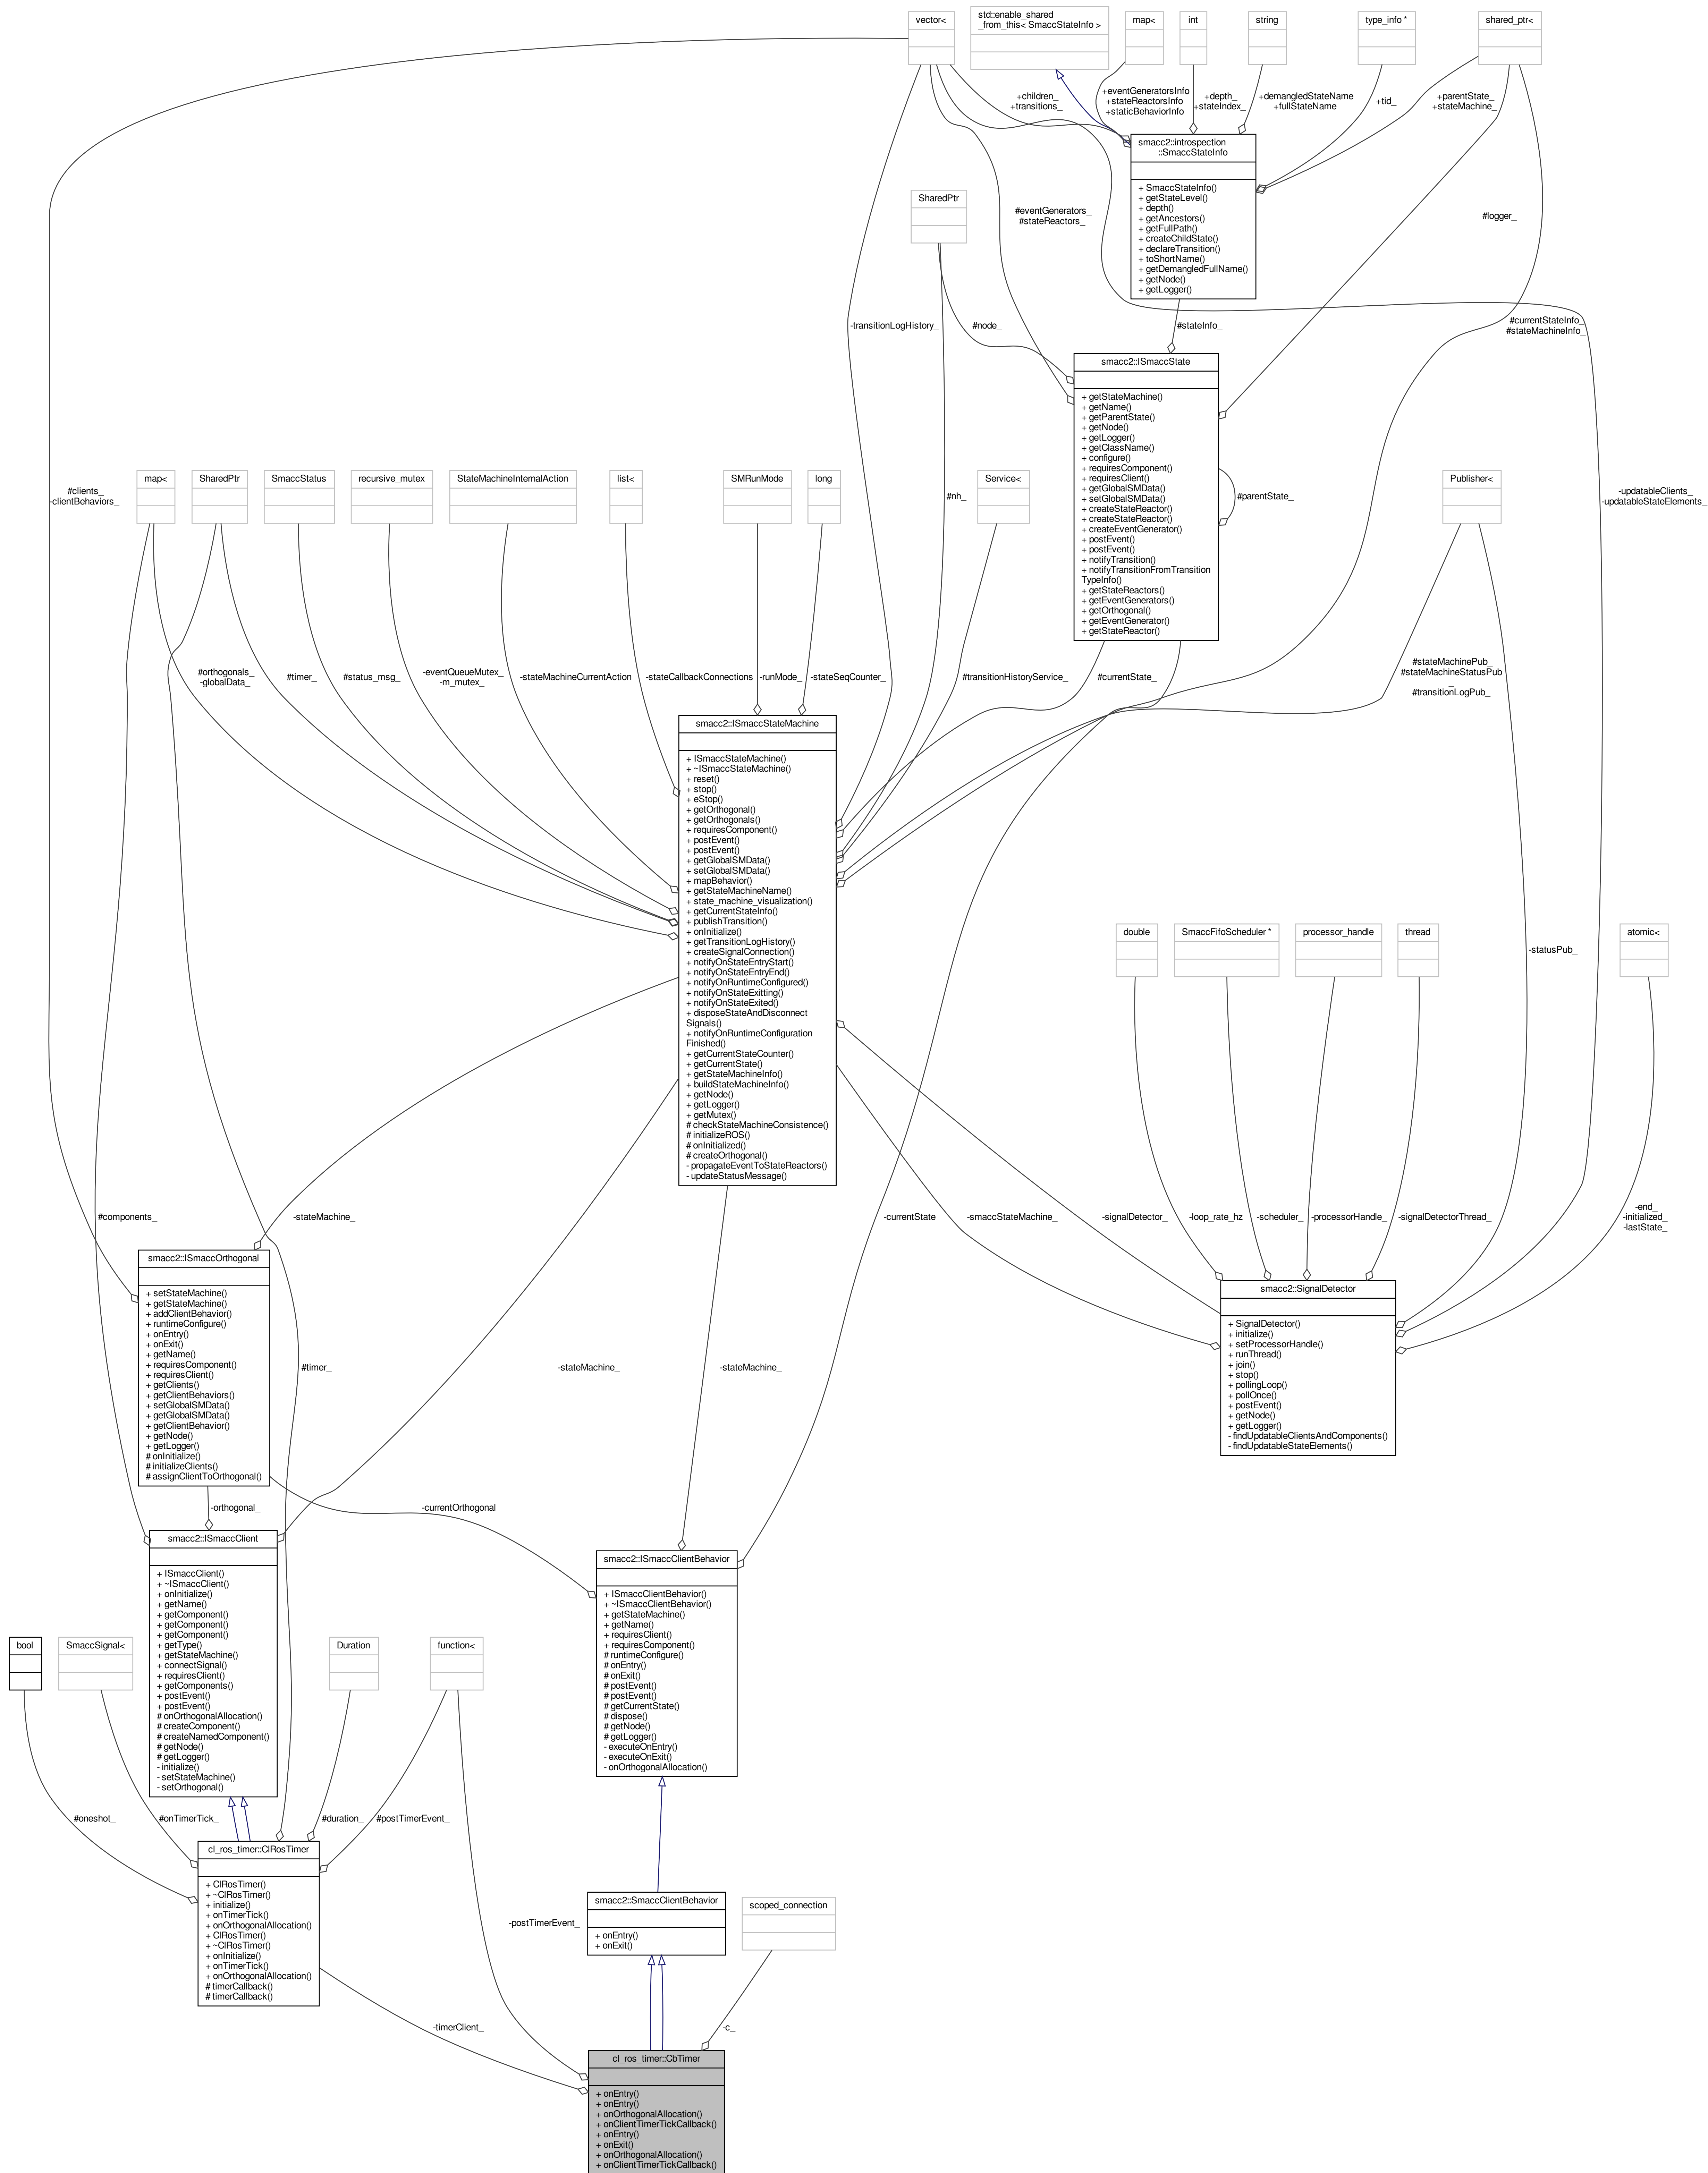 vector<
std::enable_shared
_from_this< SmaccStateInfo >
map<
int
string
type_info *
shared_ptr<
+children_
+transitions_
+eventGeneratorsInfo
+stateReactorsInfo
+staticBehaviorInfo
+depth_
+stateIndex_
+demangledStateName
+fullStateName
+tid_
+parentState_
+stateMachine_
smacc2::introspection
::SmaccStateInfo
+ SmaccStateInfo()
+ getStateLevel()
+ depth()
+ getAncestors()
+ getFullPath()
+ createChildState()
+ declareTransition()
+ toShortName()
+ getDemangledFullName()
+ getNode()
+ getLogger()
SharedPtr
#eventGenerators_
#stateReactors_
#logger_
-transitionLogHistory_
#node_
#stateInfo_
#currentStateInfo_
#stateMachineInfo_
smacc2::ISmaccState
+ getStateMachine()
+ getName()
+ getParentState()
+ getNode()
+ getLogger()
+ getClassName()
+ configure()
+ requiresComponent()
+ requiresClient()
+ getGlobalSMData()
+ setGlobalSMData()
+ createStateReactor()
+ createStateReactor()
+ createEventGenerator()
+ postEvent()
+ postEvent()
+ notifyTransition()
+ notifyTransitionFromTransition
TypeInfo()
+ getStateReactors()
+ getEventGenerators()
+ getOrthogonal()
+ getEventGenerator()
+ getStateReactor()
#parentState_
#clients_
-clientBehaviors_
map<
SharedPtr
SmaccStatus
recursive_mutex
StateMachineInternalAction
list<
SMRunMode
long
#nh_
Service<
Publisher<
-updatableClients_
-updatableStateElements_
#orthogonals_
-globalData_
#timer_
#status_msg_
-eventQueueMutex_
-m_mutex_
-stateMachineCurrentAction
-stateCallbackConnections
-runMode_
-stateSeqCounter_
#transitionHistoryService_
#currentState_
#stateMachinePub_
#stateMachineStatusPub
_
#transitionLogPub_
smacc2::ISmaccStateMachine
+ ISmaccStateMachine()
+ ~ISmaccStateMachine()
+ reset()
+ stop()
+ eStop()
+ getOrthogonal()
+ getOrthogonals()
+ requiresComponent()
+ postEvent()
+ postEvent()
+ getGlobalSMData()
+ setGlobalSMData()
+ mapBehavior()
+ getStateMachineName()
+ state_machine_visualization()
+ getCurrentStateInfo()
+ publishTransition()
+ onInitialize()
+ getTransitionLogHistory()
+ createSignalConnection()
+ notifyOnStateEntryStart()
+ notifyOnStateEntryEnd()
+ notifyOnRuntimeConfigured()
+ notifyOnStateExitting()
+ notifyOnStateExited()
+ disposeStateAndDisconnect
Signals()
+ notifyOnRuntimeConfiguration
Finished()
+ getCurrentStateCounter()
+ getCurrentState()
+ getStateMachineInfo()
+ buildStateMachineInfo()
+ getNode()
+ getLogger()
+ getMutex()
# checkStateMachineConsistence()
# initializeROS()
# onInitialized()
# createOrthogonal()
- propagateEventToStateReactors()
- updateStatusMessage()
double
SmaccFifoScheduler *
processor_handle
thread
-statusPub_
atomic<
#components_
-stateMachine_
-currentState
-smaccStateMachine_
-signalDetector_
-loop_rate_hz
-scheduler_
-processorHandle_
-signalDetectorThread_
-end_
-initialized_
-lastState_
smacc2::ISmaccOrthogonal
+ setStateMachine()
+ getStateMachine()
+ addClientBehavior()
+ runtimeConfigure()
+ onEntry()
+ onExit()
+ getName()
+ requiresComponent()
+ requiresClient()
+ getClients()
+ getClientBehaviors()
+ setGlobalSMData()
+ getGlobalSMData()
+ getClientBehavior()
+ getNode()
+ getLogger()
# onInitialize()
# initializeClients()
# assignClientToOrthogonal()
#timer_
-stateMachine_
-stateMachine_
smacc2::SignalDetector
+ SignalDetector()
+ initialize()
+ setProcessorHandle()
+ runThread()
+ join()
+ stop()
+ pollingLoop()
+ pollOnce()
+ postEvent()
+ getNode()
+ getLogger()
- findUpdatableClientsAndComponents()
- findUpdatableStateElements()
-orthogonal_
-currentOrthogonal
smacc2::ISmaccClient
+ ISmaccClient()
+ ~ISmaccClient()
+ onInitialize()
+ getName()
+ getComponent()
+ getComponent()
+ getComponent()
+ getType()
+ getStateMachine()
+ connectSignal()
+ requiresClient()
+ getComponents()
+ postEvent()
+ postEvent()
# onOrthogonalAllocation()
# createComponent()
# createNamedComponent()
# getNode()
# getLogger()
- initialize()
- setStateMachine()
- setOrthogonal()
smacc2::ISmaccClientBehavior
+ ISmaccClientBehavior()
+ ~ISmaccClientBehavior()
+ getStateMachine()
+ getName()
+ requiresClient()
+ requiresComponent()
# runtimeConfigure()
# onEntry()
# onExit()
# postEvent()
# postEvent()
# getCurrentState()
# dispose()
# getNode()
# getLogger()
- executeOnEntry()
- executeOnExit()
- onOrthogonalAllocation()
bool
SmaccSignal<
Duration
function<
#oneshot_
#onTimerTick_
#duration_
#postTimerEvent_
cl_ros_timer::ClRosTimer
+ ClRosTimer()
+ ~ClRosTimer()
+ initialize()
+ onTimerTick()
+ onOrthogonalAllocation()
+ ClRosTimer()
+ ~ClRosTimer()
+ onInitialize()
+ onTimerTick()
+ onOrthogonalAllocation()
# timerCallback()
# timerCallback()
-postTimerEvent_
smacc2::SmaccClientBehavior
+ onEntry()
+ onExit()
scoped_connection
-timerClient_
-c_
cl_ros_timer::CbTimer
+ onEntry()
+ onEntry()
+ onOrthogonalAllocation()
+ onClientTimerTickCallback()
+ onEntry()
+ onExit()
+ onOrthogonalAllocation()
+ onClientTimerTickCallback()